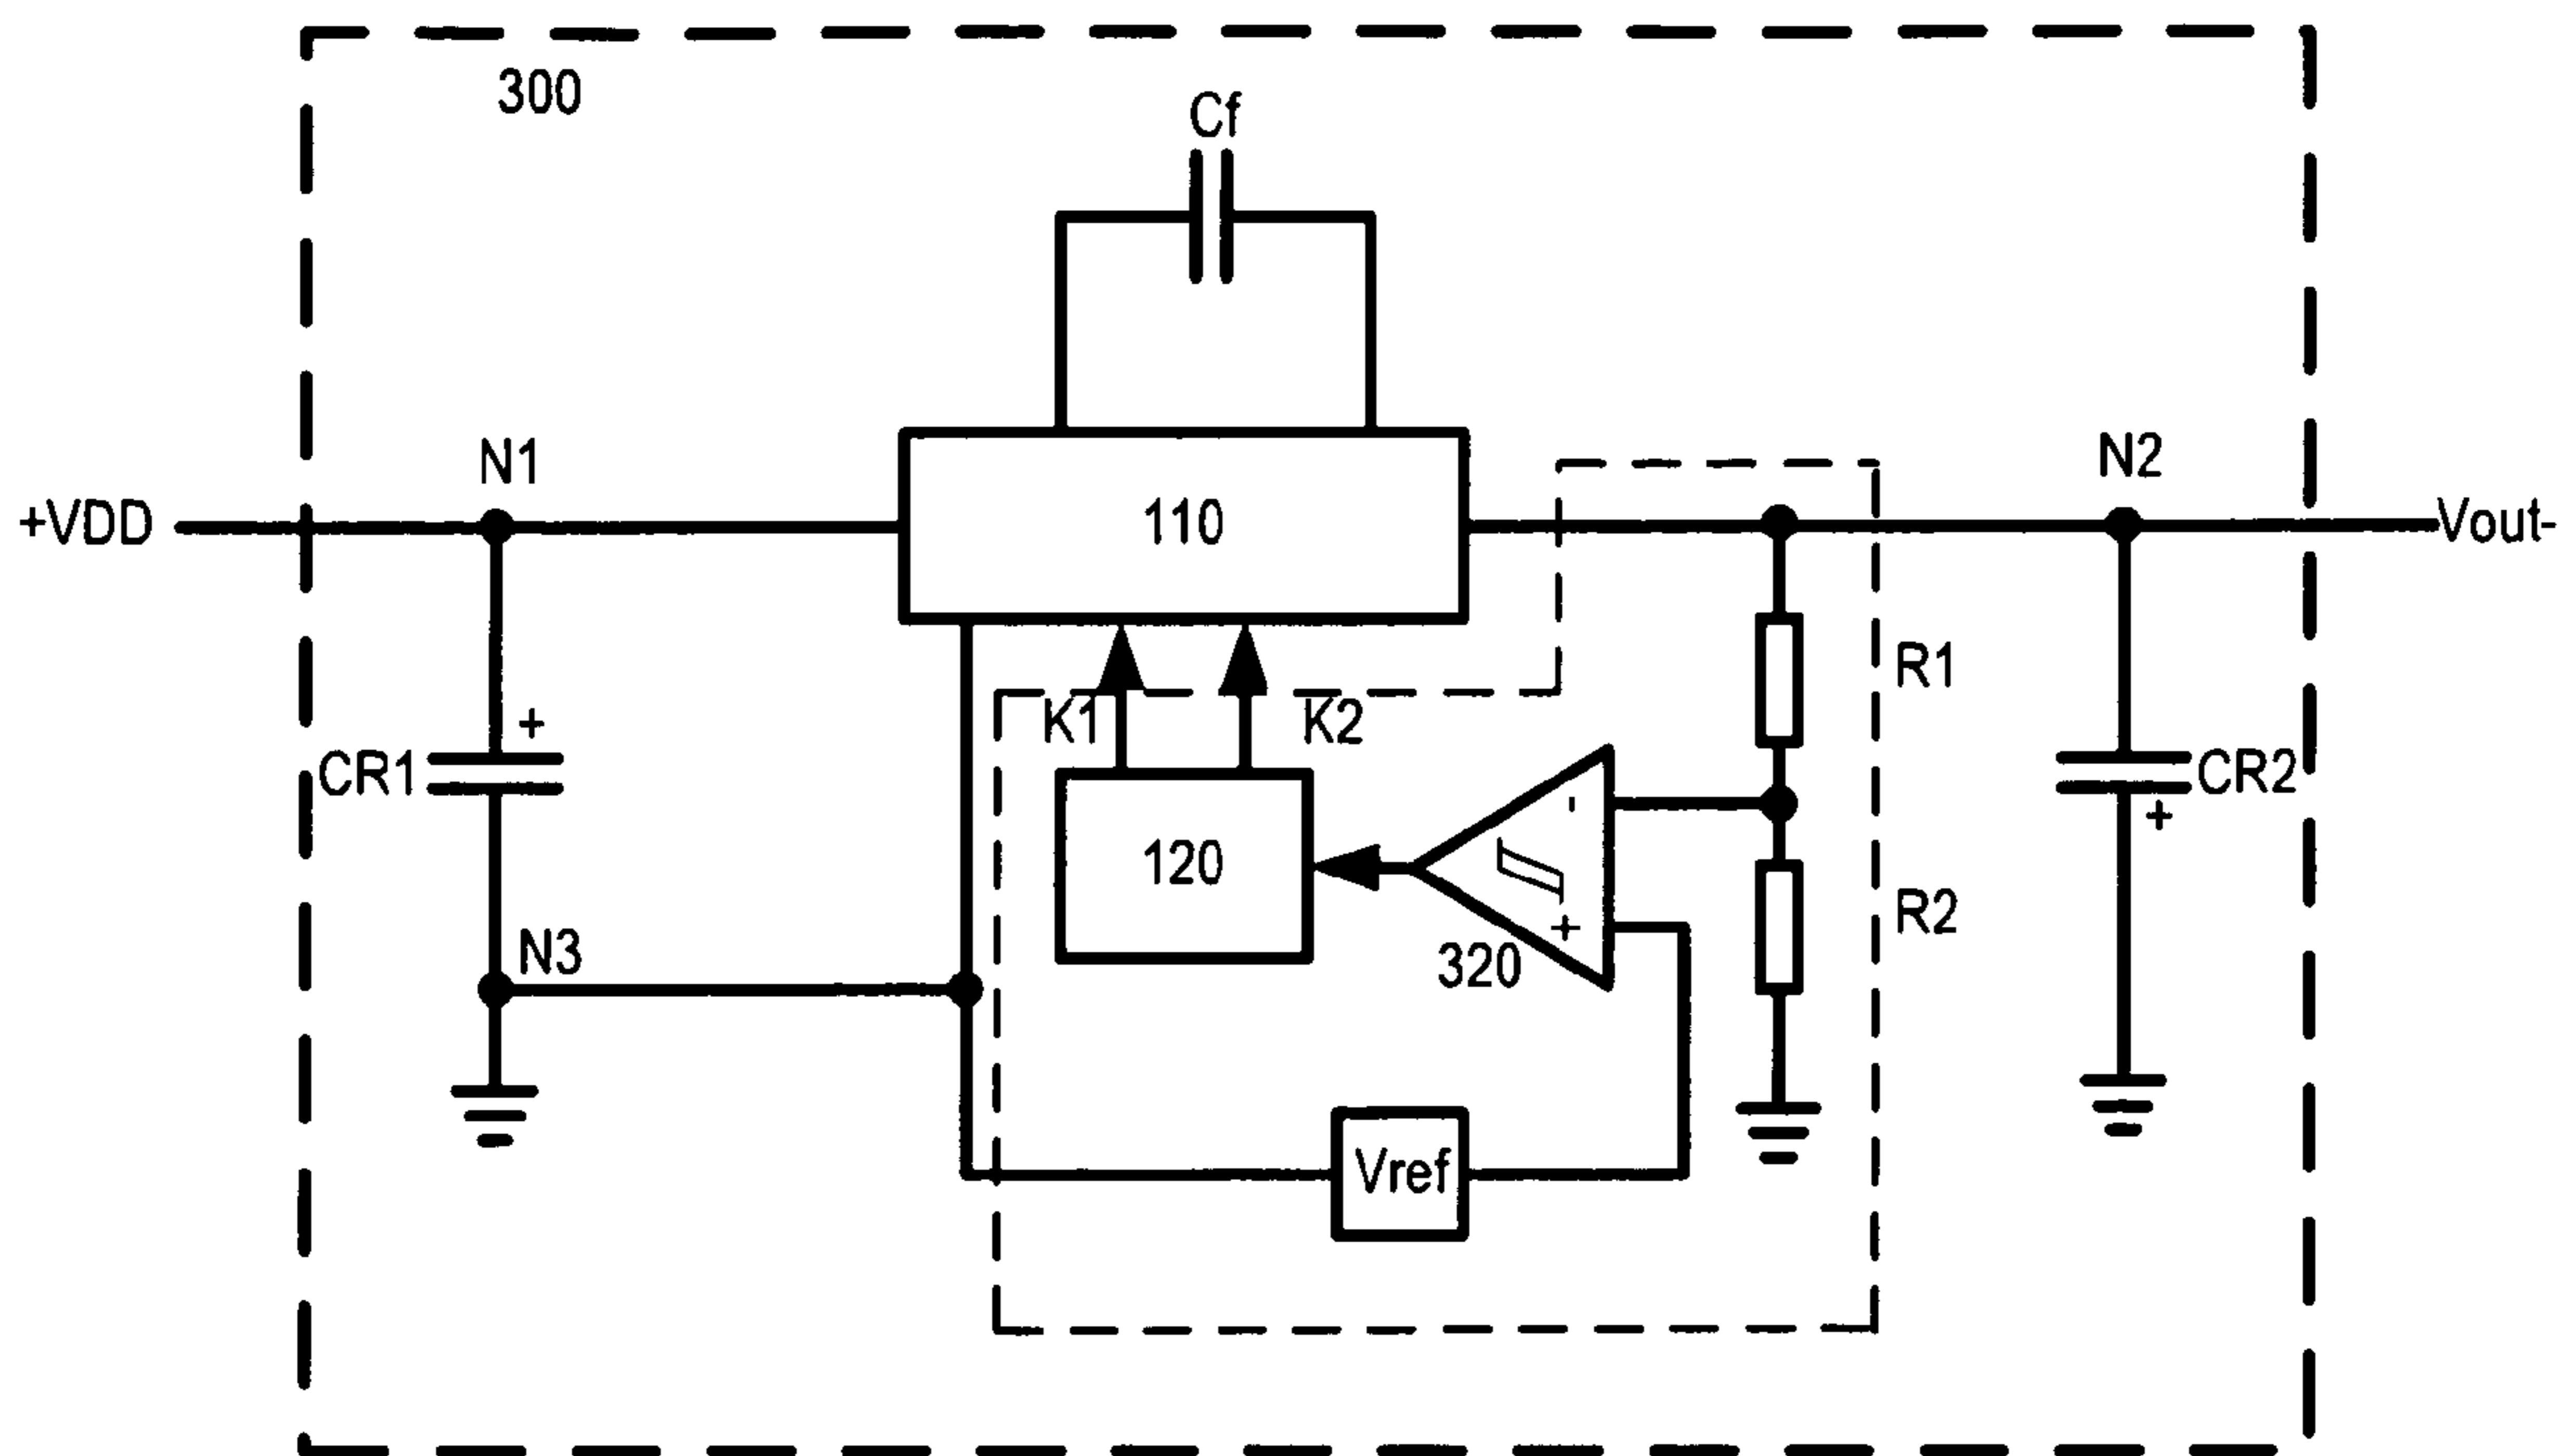 300
Cf
N1
N2
+VDD
110
Vout-
R1
K1
K2
+
CR1
CR2
-
+
120
R2
+
N3
320
Vref